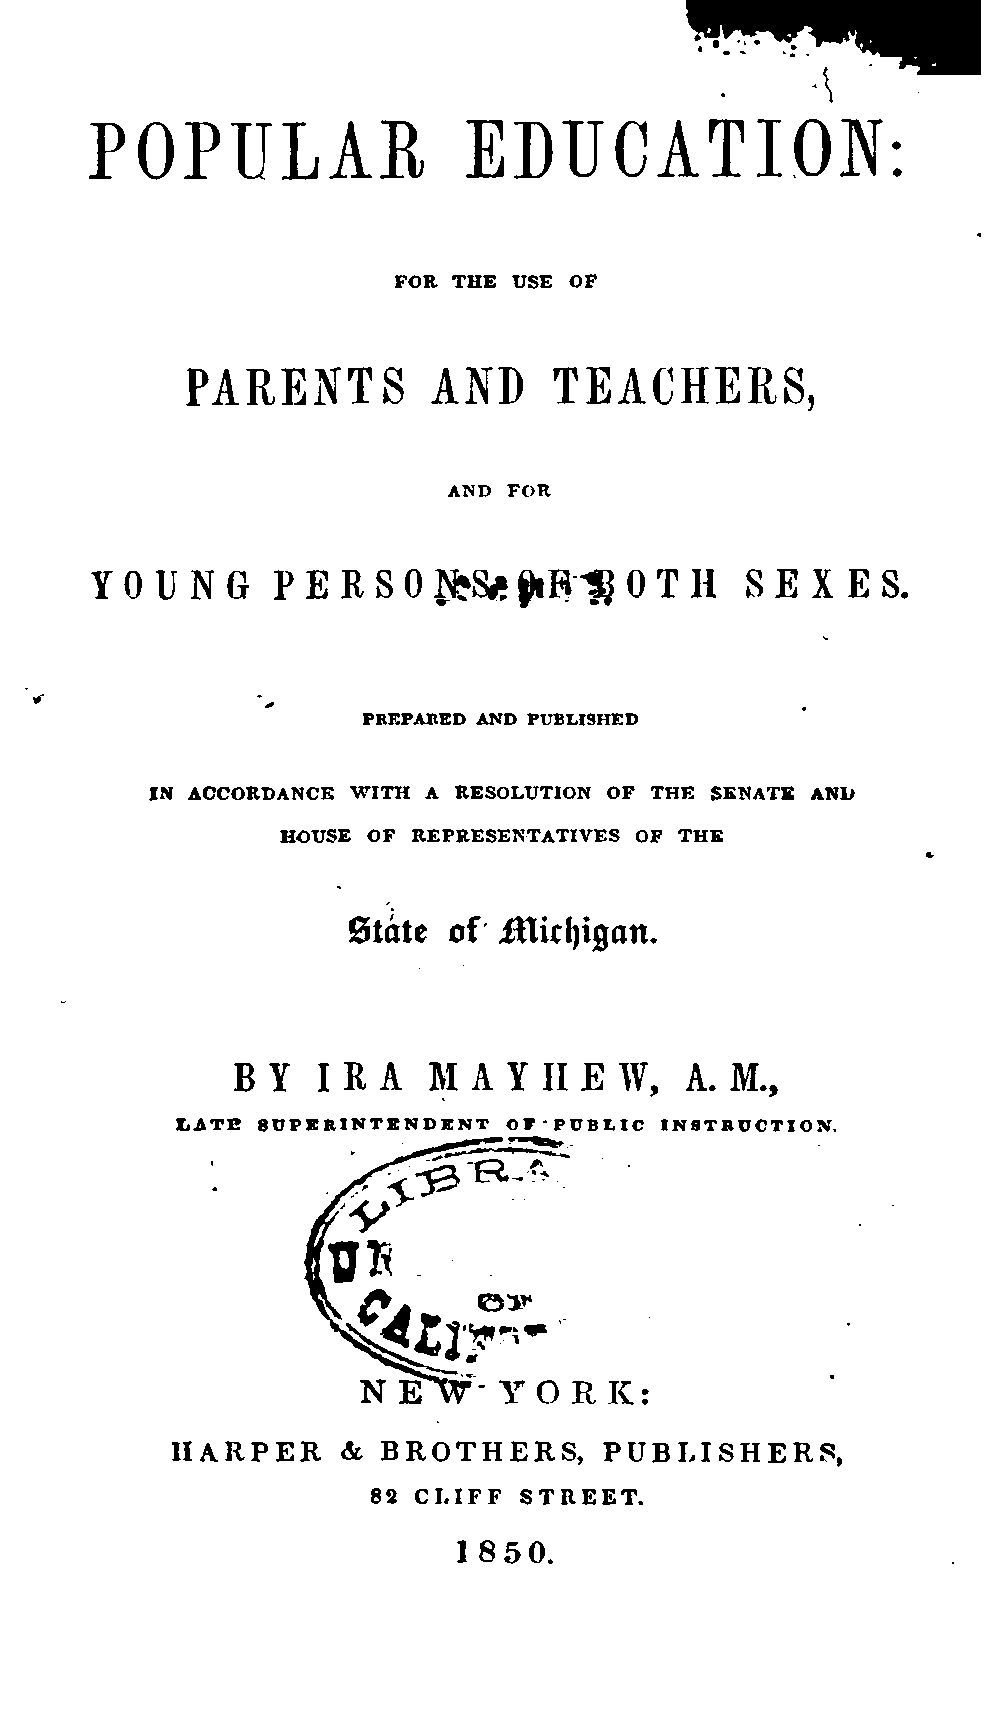 POPULAR EDUCATION:
FOR THE USE OF
PARENTS AND TEACHERS,
AND FOR
YOUNG PERSONS OF BOTH SEXES.
PREPARED AND PUBLISHED
IN ACCORDANCE WITH A RESOLUTION OF THE SENATE AND
HOUSE OF REPRESENTATIVES OF THE
State of Michigan.
BY IRA MAYHEW, A.M.,
LATE SUPERINTENDENT OF PUBLIC INSTRUCTION.
LIBRA
UN
OF
CALIF
NEW-YORK:
HARPER & BROTHERS, PUBLISHERS,
82 CLIFF STREET.
1850.